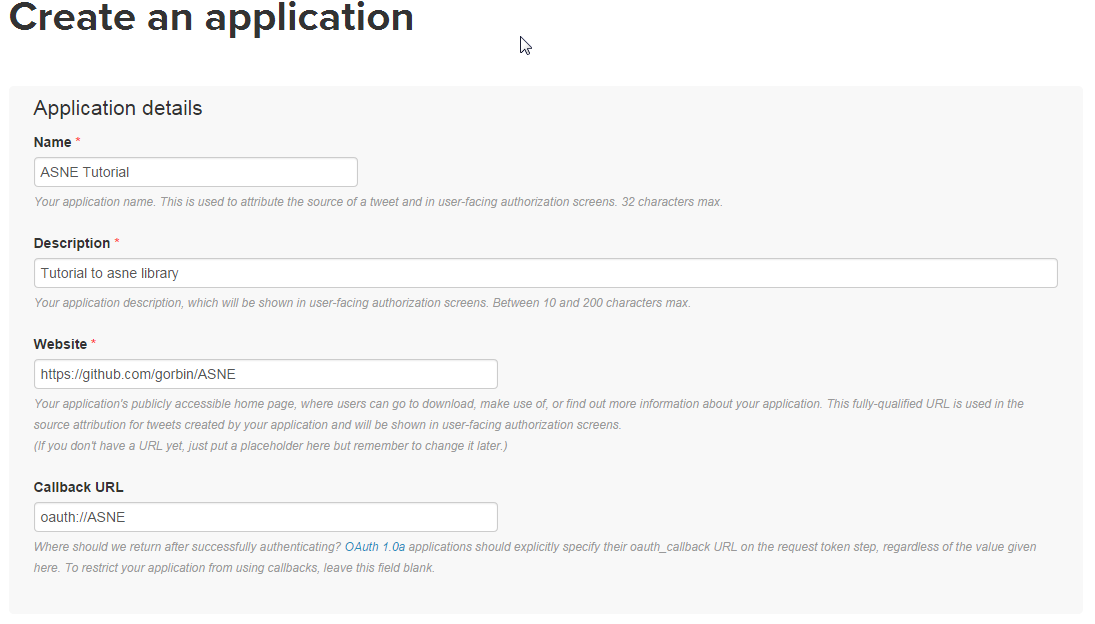 Create an application
Application details
Name *
ASNE Tutorial
Your application name. This is used to attribute the source of a tweet and in user-facing authorization screens. 32 characters max.
Description *
Tutorial to asne library
Your application description, which will be shown in user-facing authorization screens. Between 10 and 200 characters max.
Website *
https://github.com/gorbin/ASNE
Your application's publicly accessible home page, where users can go to download, make use of, or find out more information about your application. This fully-qualified URL is used in the
source attribution for tweets created by your application and will be shown in user-facing authorization screens.
(If you don't have a URL yet, just put a placeholder here but remember to change it later.)
Callback URL
oauth://ASNE
Where should we return after successfully authenticating? OAuth 1.0a applications should explicitly specify their oauth_callback URL on the request token step, regardless of the value given
here. To restrict your application from using callbacks, leave this field blank.